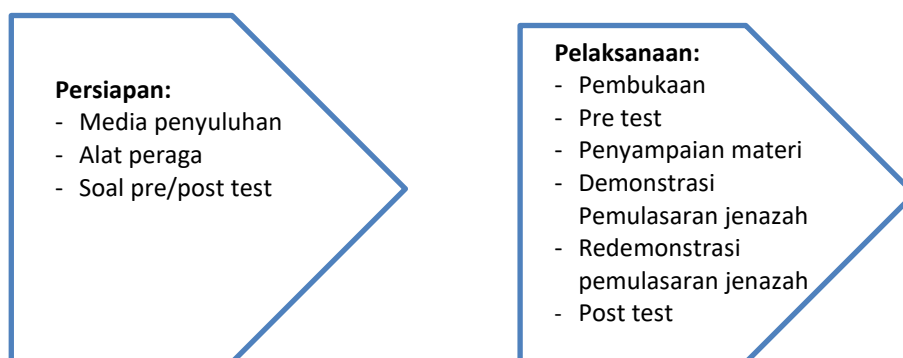 Persiapan:
- Media penyuluhan
- Alat peraga
- Soal pre/post test
Pelaksanaan:
- Pembukaan
- Pre test
- Penyampaian materi
- Demonstrasi
Pemulasaran jenazah
- Redemonstrasi
pemulasaran jenazah
- Post test